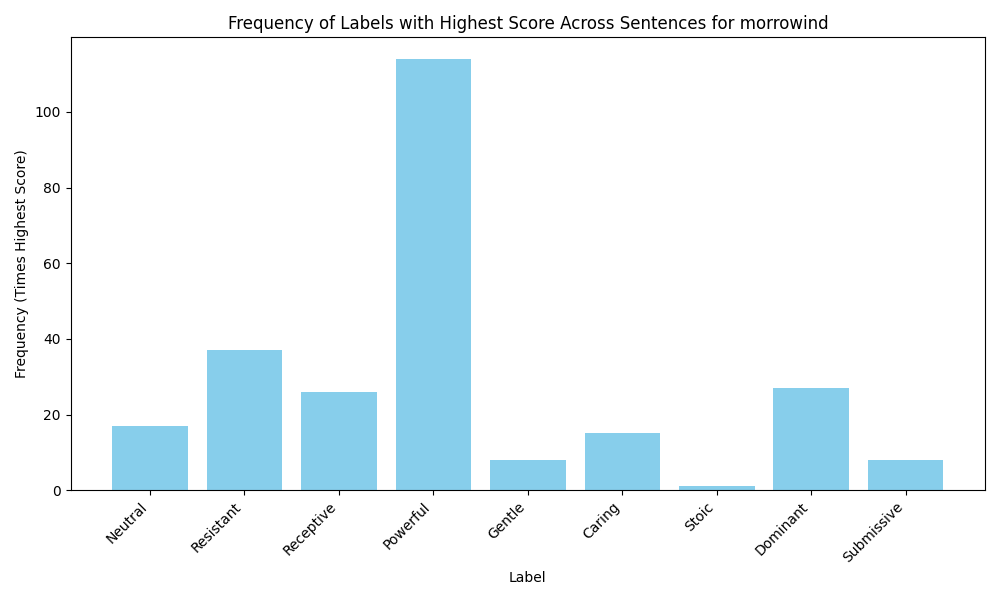 Frequency of Labels with Highest Score Across Sentences for morrowind
Frequency (Times Highest Score)
100
80
60
40
20
0
Neutral
Resistant
Receptive
Powerful
Gentle
Caring
Stoic
Dominant
Submissive
Label